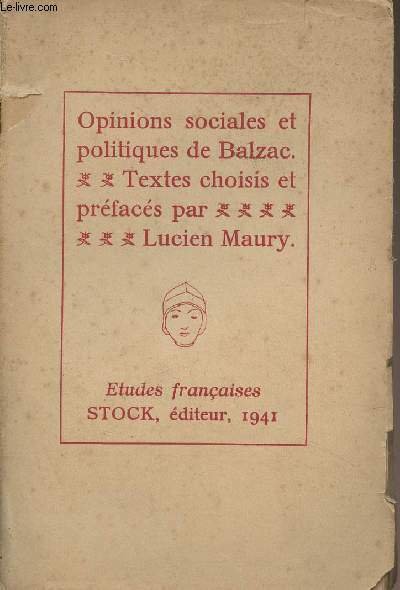 Le-livre.com
Opinions sociales et
politiques de Balzac.
Textes choisis et
préfacés par
Lucien Maury.
Etudes françaises
STOCK, éditeur, 1941